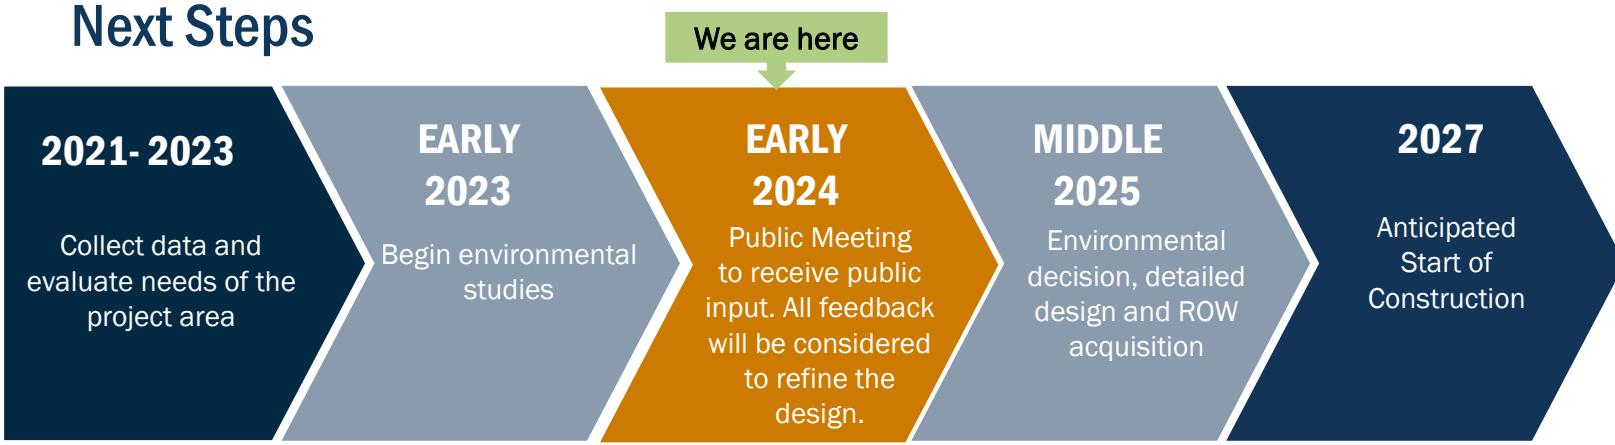 Next Steps
We are here
2021- 2023
Collect data and
evaluate needs of the
project area
EARLY
2023
Begin environmental
studies
EARLY
2024
Public Meeting
to receive public
input. All feedback
will be considered
to refine the
design.
MIDDLE
2025
Environmental
decision, detailed
design and ROW
acquisition
2027
Anticipated
Start of
Construction